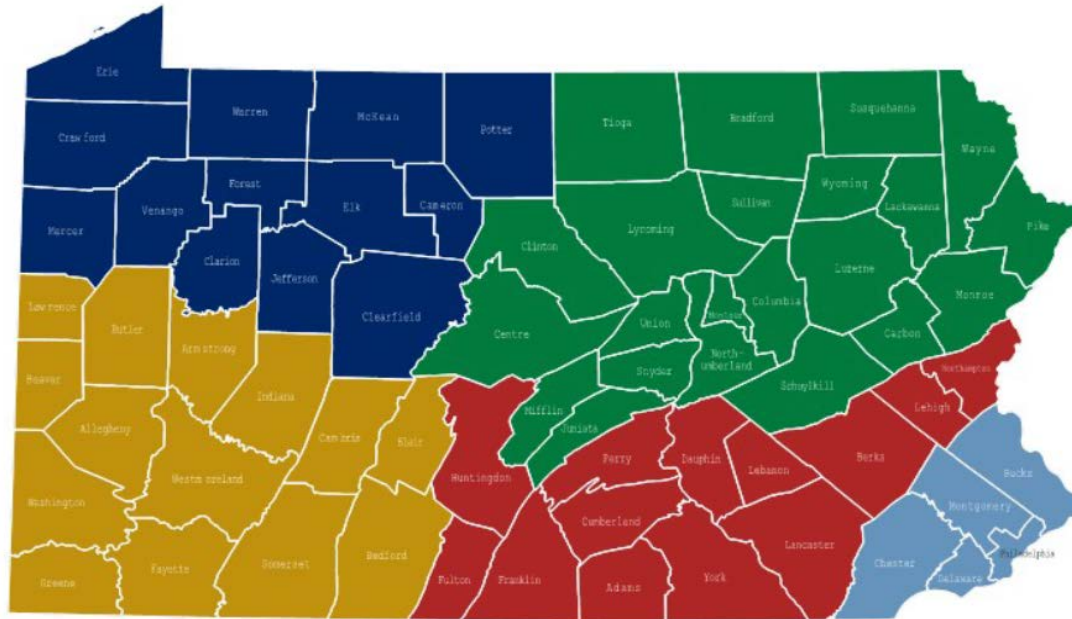 Erie
Warren
McKean
Potter
Tioga
Bradford
Susquehanna
Crawford
Wayne
Forest
Wyoming
Venango
Elk
Cameron
Sullivan
Lackawanna
Mercer
Lycoming
Pike
Clinton
Clarion
Jefferson
Luzerne
Monroe
Lawrence
Clearfield
Columbia
Butler
Union
Montour
Centre
Carbon
Armstrong
North-
umberland
Snyder
Northampton
Beaver
Schuylkill
Indiana
Lehigh
Mifflin
Allegheny
Juniata
Cambria
Blair
Perry
Dauphin
Berks
Lebanon
Westmoreland
Huntingdon
Bucks
Washington
Montgomery
Cumberland
Lancaster
Bedford
Philadelphia
Somerset
Chester
Fayette
Greene
Fulton
Franklin
Adams
York
Delaware